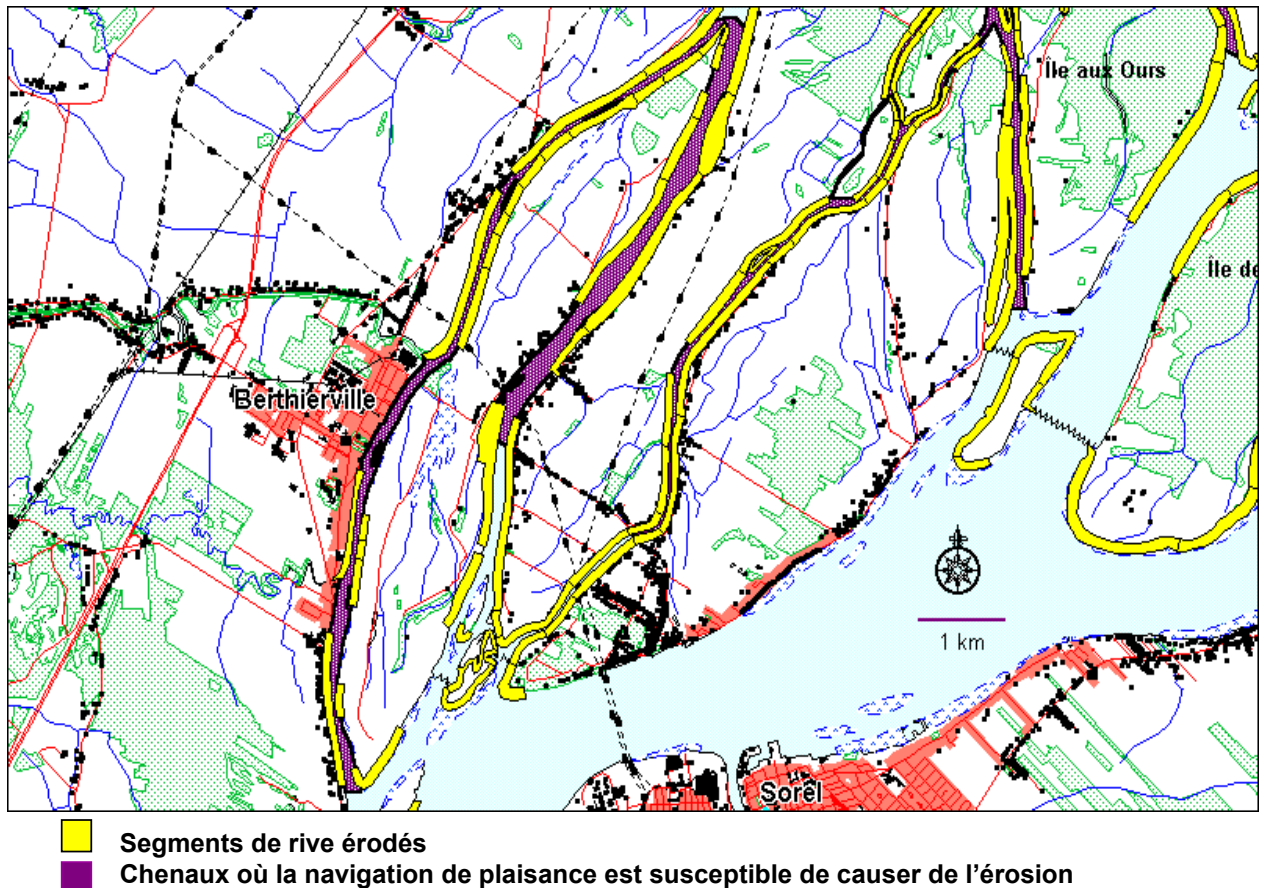 Île aux Ours
Île de
Berthierville
1 km
Sorel
Segments de rive érodés
Chenaux où la navigation de plaisance est susceptible de causer de l'érosion